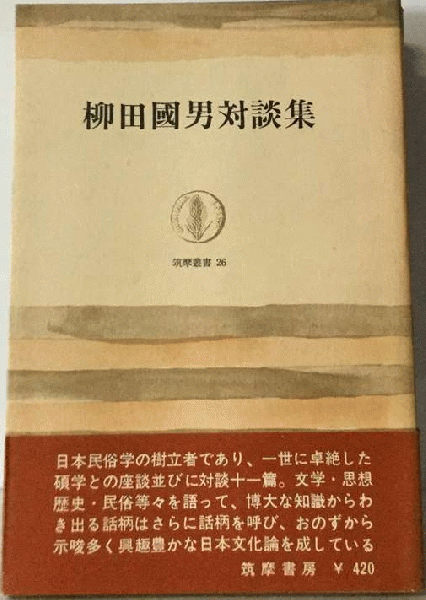 柳田國男対談集
筑摩叢書 26
日本民俗学の樹立者であり、一世に卓絶した
碩学との座談並びに対談十一篇。文学・思想
歴史・民俗等々を語って、博大な知識からわ
き出る話柄はさらに話柄を呼び、おのずから
示唆多く興趣豊かな日本文化論を成している
筑摩書房 ¥420